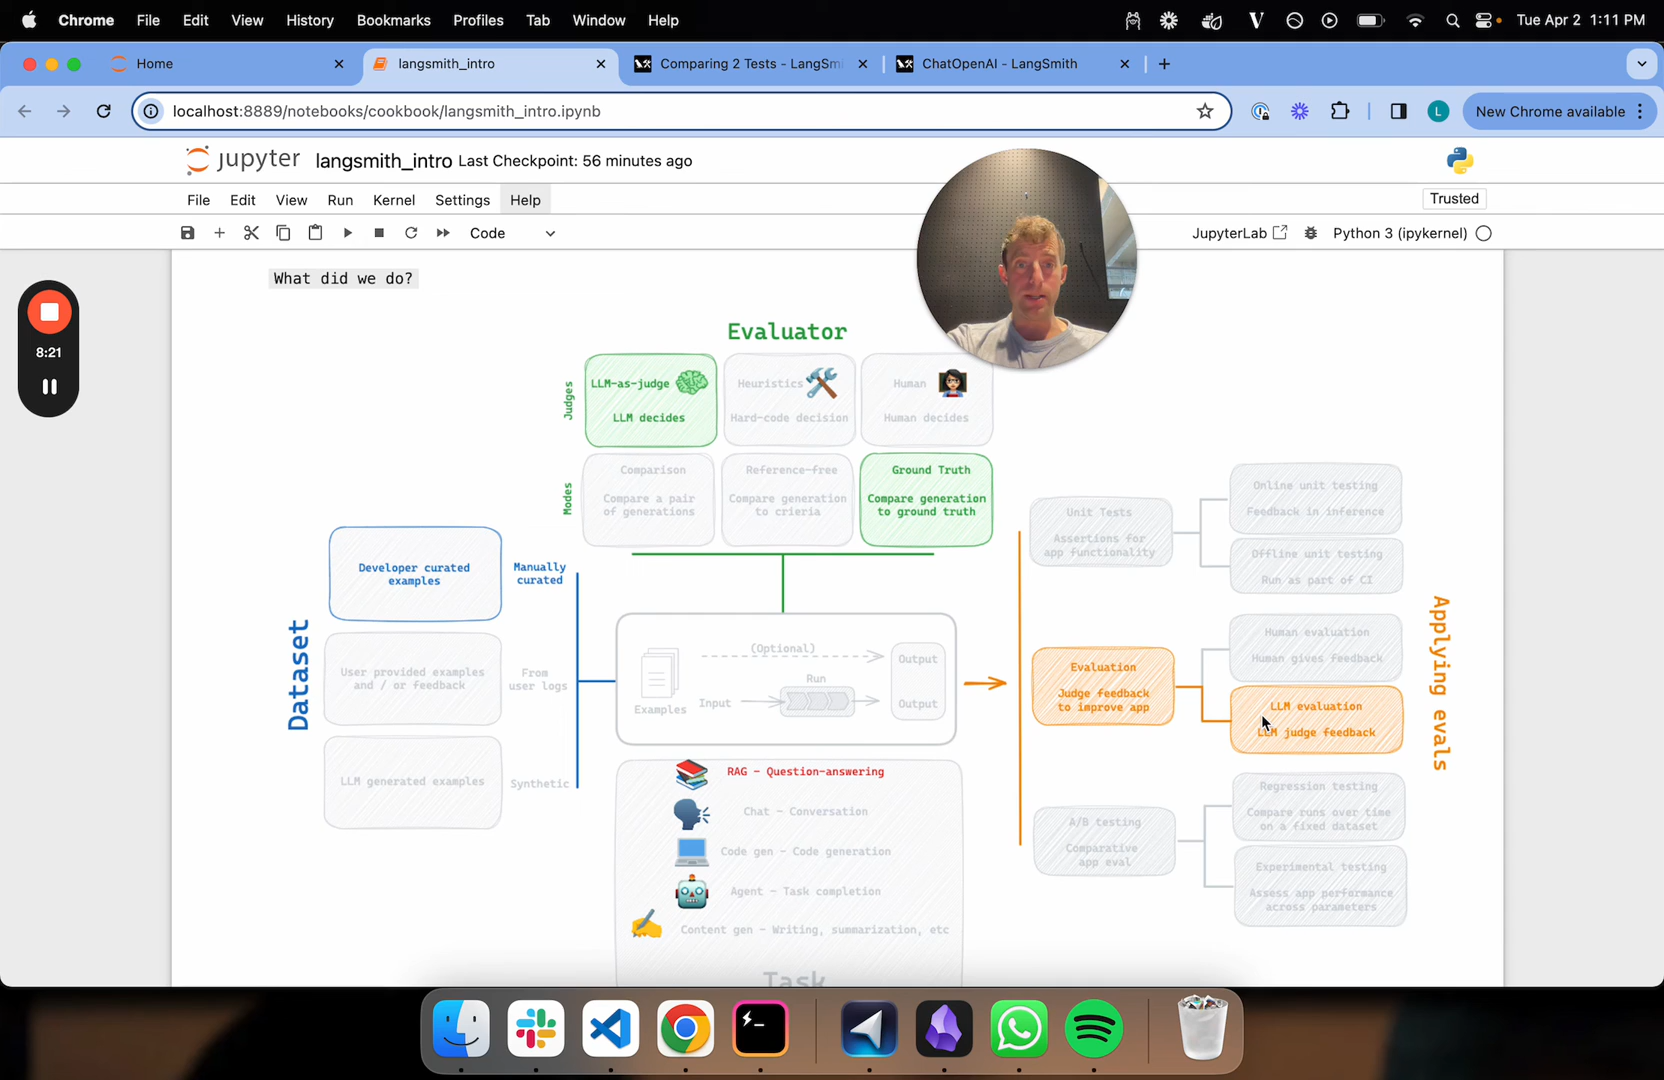 Chrome File Edit View History Bookmarks Profiles Tab Window Help Tue Apr 2 1:11 PM
Home langsmith_intro Comparing 2 Tests - LangSmi ChatOpenAI - LangSmith
localhost:8889/notebooks/cookbook/langsmith_intro.ipynb L New Chrome available
jupyter langsmith_intro Last Checkpoint: 56 minutes ago
File Edit View Run Kernel Settings Help Trusted
Code JupyterLab Python 3 (ipykernel)
8:21
What did we do?
Evaluator
Judges
LLM-as-judge
LLM decides
Heuristics
Hard-code decision
Human
Human decides
Modes
Comparison
Compare a pair
of generations
Reference-free
Compare generation
to crieria
Ground Truth
Compare generation
to ground truth
Dataset
Developer curated
examples
Manually
curated
User provided examples
and / or feedback
From
user logs
LLM generated examples
Synthetic
(Optional)
Examples
Input
Run
Output
Output
RAG - Question-answering
Chat - Conversation
Code gen - Code generation
Agent - Task completion
Content gen - Writing, summarization, etc
Task
Unit Tests
Assertions for
app functionality
Online unit testing
Feedback in inference
Offline unit testing
Run as part of CI
Evaluation
Judge feedback
to improve app
Human evaluation
Human gives feedback
LLM evaluation
LLM judge feedback
A/B testing
Comparative
app eval
Regression testing
Compare runs over time
on a fixed dataset
Experimental testing
Assess app performance
across parameters
Applying evals